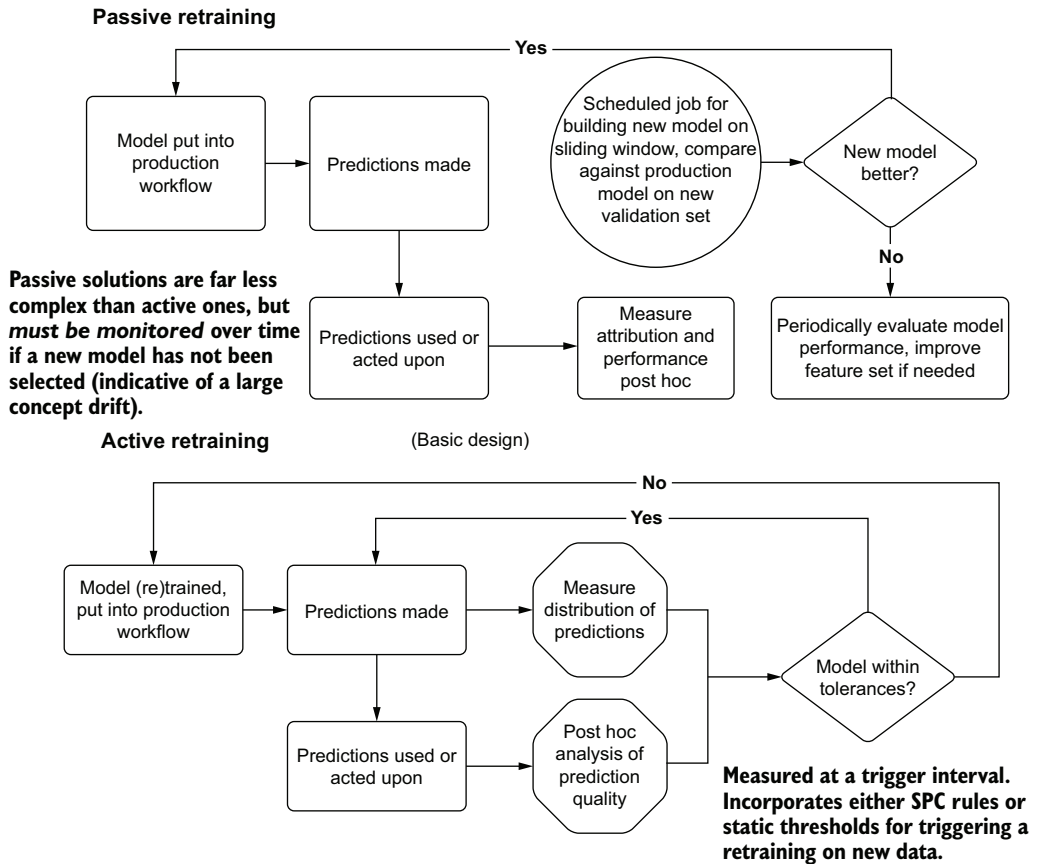 Passive retraining
Yes
Model put into
production
workflow
Predictions made
Scheduled job for
building new model on
sliding window, compare
against production
model on new
validation set
New model
better?
No
Passive solutions are far less
complex than active ones, but
must be monitored over time
if a new model has not been
selected (indicative of a large
concept drift).
Predictions used or
acted upon
Measure
attribution and
performance
post hoc
Periodically evaluate model
performance, improve
feature set if needed
Active retraining
(Basic design)
No
Yes
Model (re)trained,
put into production
workflow
Predictions made
Measure
distribution of
predictions
Model within
tolerances?
Predictions used or
acted upon
Post hoc
analysis of
prediction
quality
Measured at a trigger interval.
Incorporates either SPC rules or
static thresholds for triggering a
retraining on new data.